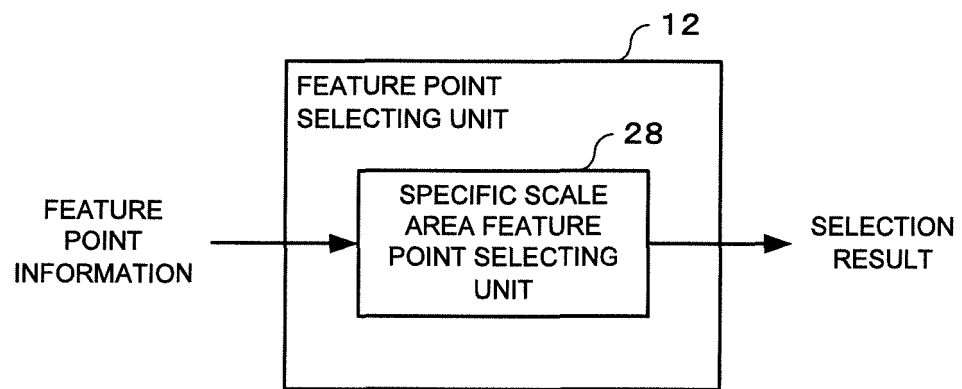 12
FEATURE POINT
SELECTING UNIT
28
SPECIFIC SCALE
AREA FEATURE
POINT SELECTING
UNIT
FEATURE
POINT
INFORMATION
SELECTION
RESULT